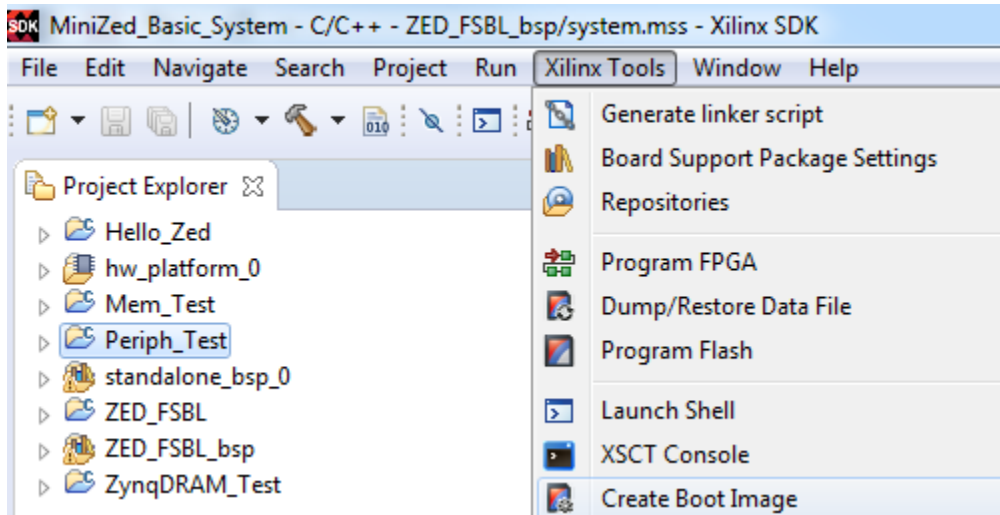 SDK MiniZed_Basic_System - C/C++ - ZED_FSBL_bsp/system.mss - Xilinx SDK
File Edit Navigate Search Project Run Xilinx Tools Window Help
010
Project Explorer
Hello_Zed
hw_platform_0
Mem_Test
Periph_Test
standalone_bsp_0
ZED_FSBL
ZED_FSBL_bsp
ZynqDRAM_Test
Generate linker script
Board Support Package Settings
Repositories
Program FPGA
Dump/Restore Data File
Program Flash
Launch Shell
XSCT Console
Create Boot Image